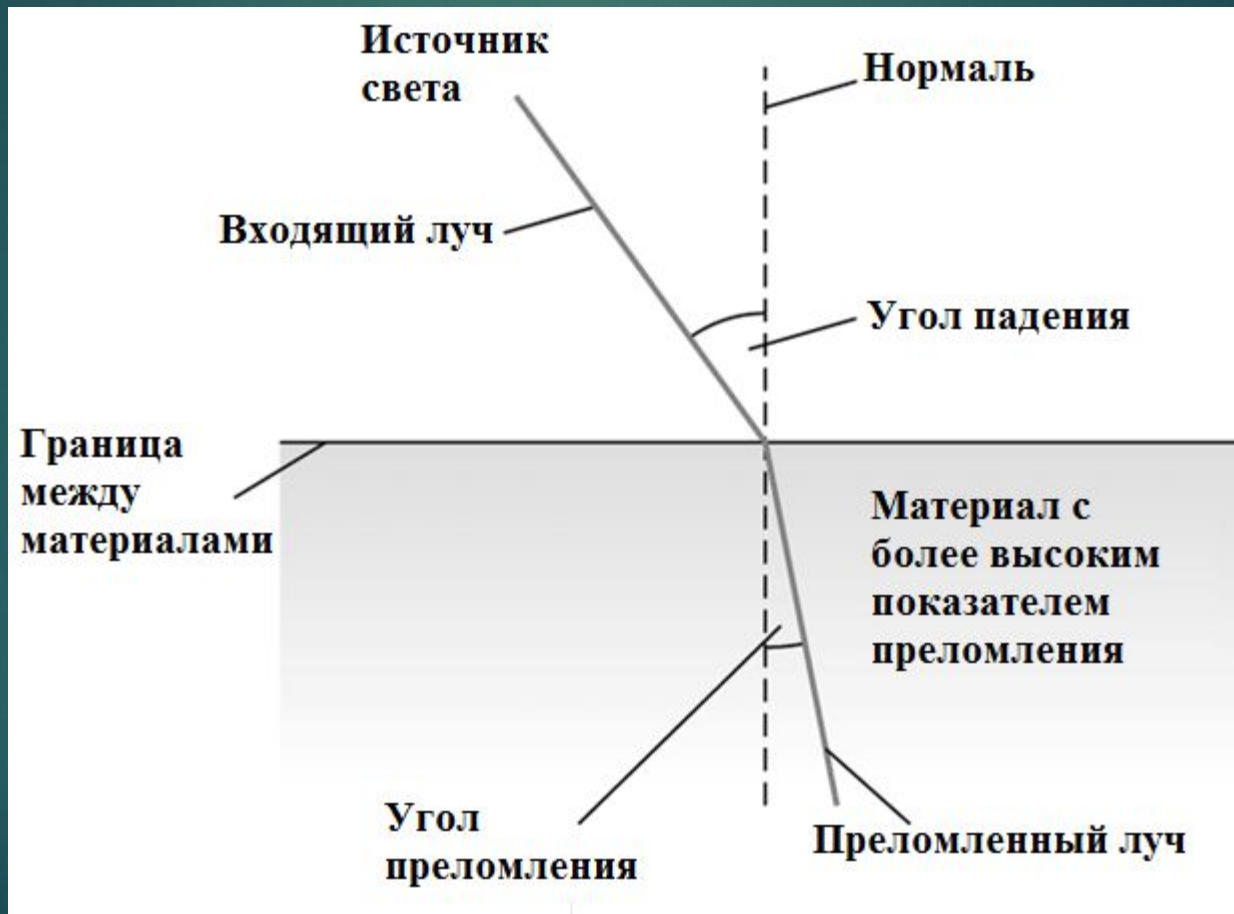 Источник
света
Нормаль
Входящий луч
Угол падения
Граница
между
материалами
Материал с
более высоким
показателем
преломления
Угол
преломления
Преломленный луч